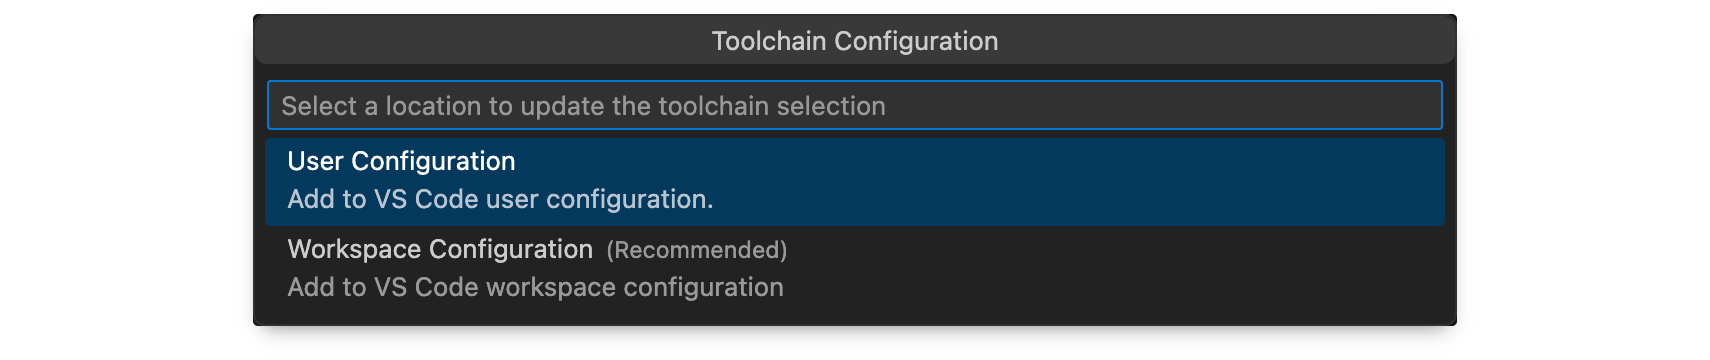 Toolchain Configuration
Select a location to update the toolchain selection
User Configuration
Add to VS Code user configuration.
Workspace Configuration (Recommended)
Add to VS Code workspace configuration